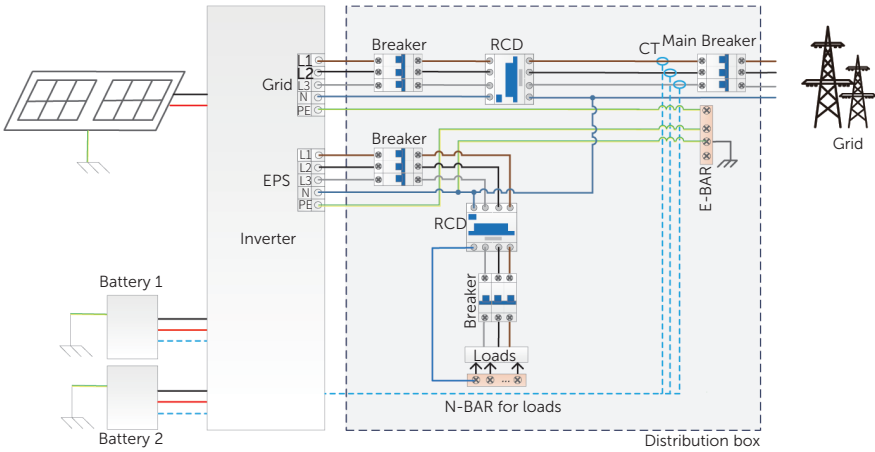 Breaker
RCD
CT
Main Breaker
Grid
L1
L2
L3
N
PE
Grid
Breaker
EPS
L1
L2
L3
N
PE
E-BAR
RCD
Inverter
Battery 1
Breaker
Loads
...
N-BAR for loads
Battery 2
Distribution box